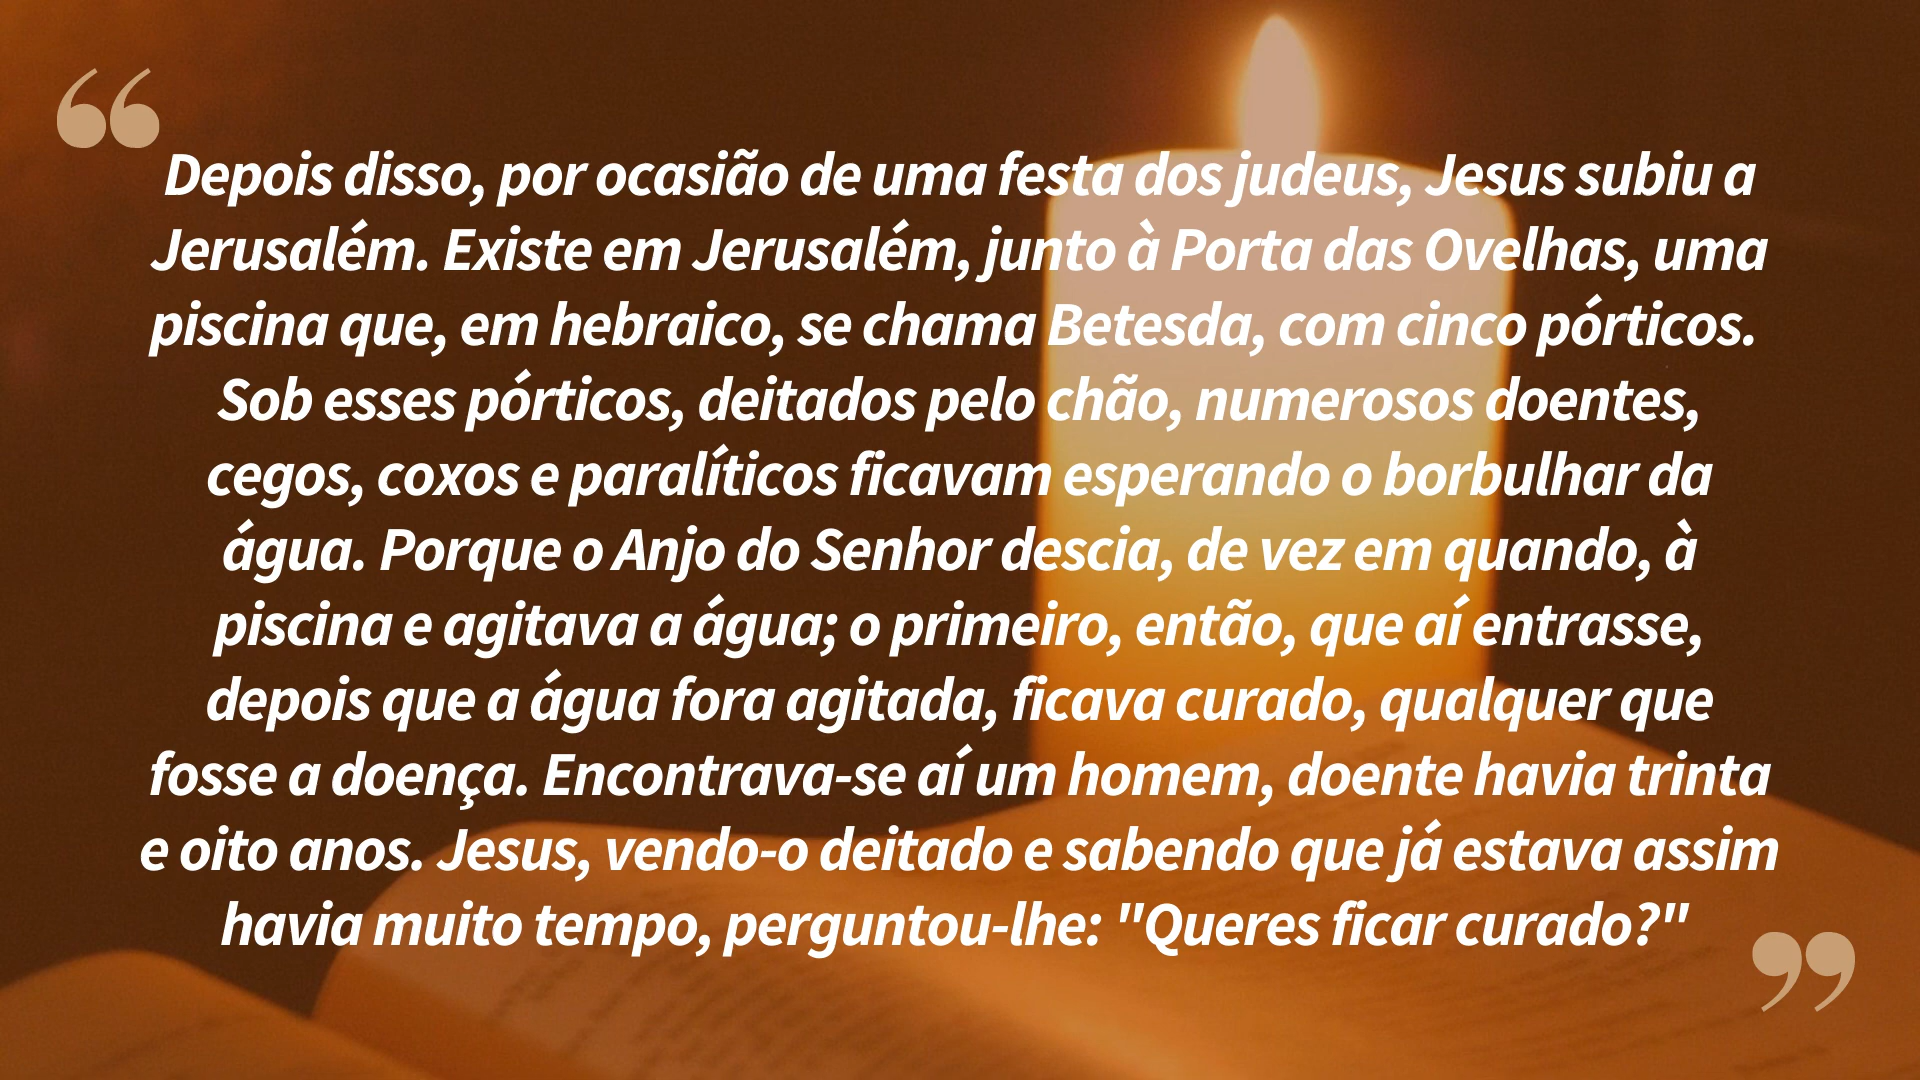 “
Depois disso, por ocasião de uma festa dos judeus, Jesus subiu a
Jerusalém. Existe em Jerusalém, junto à Porta das Ovelhas, uma
piscina que, em hebraico, se chama Betesda, com cinco pórticos.
Sob esses pórticos, deitados pelo chão, numerosos doentes,
cegos, coxos e paralíticos ficavam esperando o borbulhar da
água. Porque o Anjo do Senhor descia, de vez em quando, à
piscina e agitava a água; o primeiro, então, que aí entrasse,
depois que a água fora agitada, ficava curado, qualquer que
fosse a doença. Encontrava-se aí um homem, doente havia trinta
e oito anos. Jesus, vendo-o deitado e sabendo que já estava assim
havia muito tempo, perguntou-lhe: "Queres ficar curado?"
”